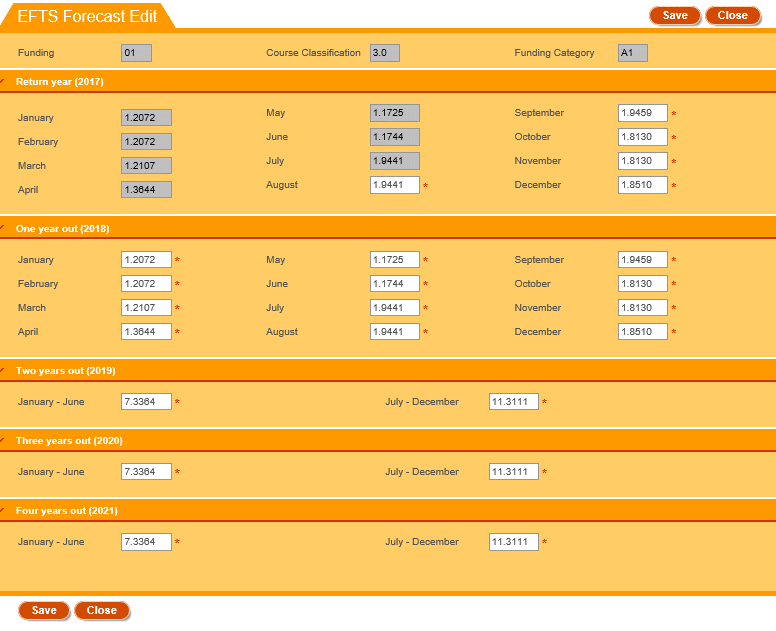 EFTS Forecast Edit Save Close
Funding 01 Course Classification 3.0 Funding Category A1
Return year (2017)
January 1.2072 May 1.1725 September 1.9459 *
February 1.2072 June 1.1744 October 1.8130 *
March 1.2107 July 1.9441 November 1.8130 *
April 1.3644 August 1.9441 * December 1.8510 *
One year out (2018)
January 1.2072 * May 1.1725 * September 1.9459 *
February 1.2072 * June 1.1744 * October 1.8130 *
March 1.2107 * July 1.9441 * November 1.8130 *
April 1.3644 * August 1.9441 * December 1.8510 *
Two years out (2019)
January - June 7.3364 * July - December 11.3111 *
Three years out (2020)
January - June 7.3364 * July - December 11.3111 *
Four years out (2021)
January - June 7.3364 * July - December 11.3111 *
Save Close